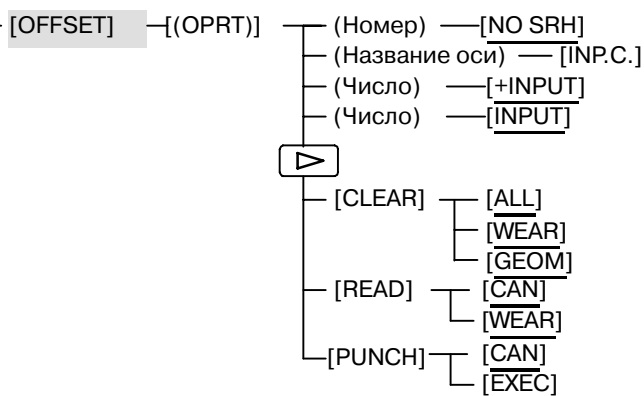 [OFFSET] [(OPRT)] (Номер) [NO SRH]
(Название оси) [INP.C.]
(Число) [+INPUT]
(Число) [INPUT]
[CLEAR] [ALL]
[WEAR]
[GEOM]
[READ] [CAN]
[WEAR]
[PUNCH] [CAN]
[EXEC]